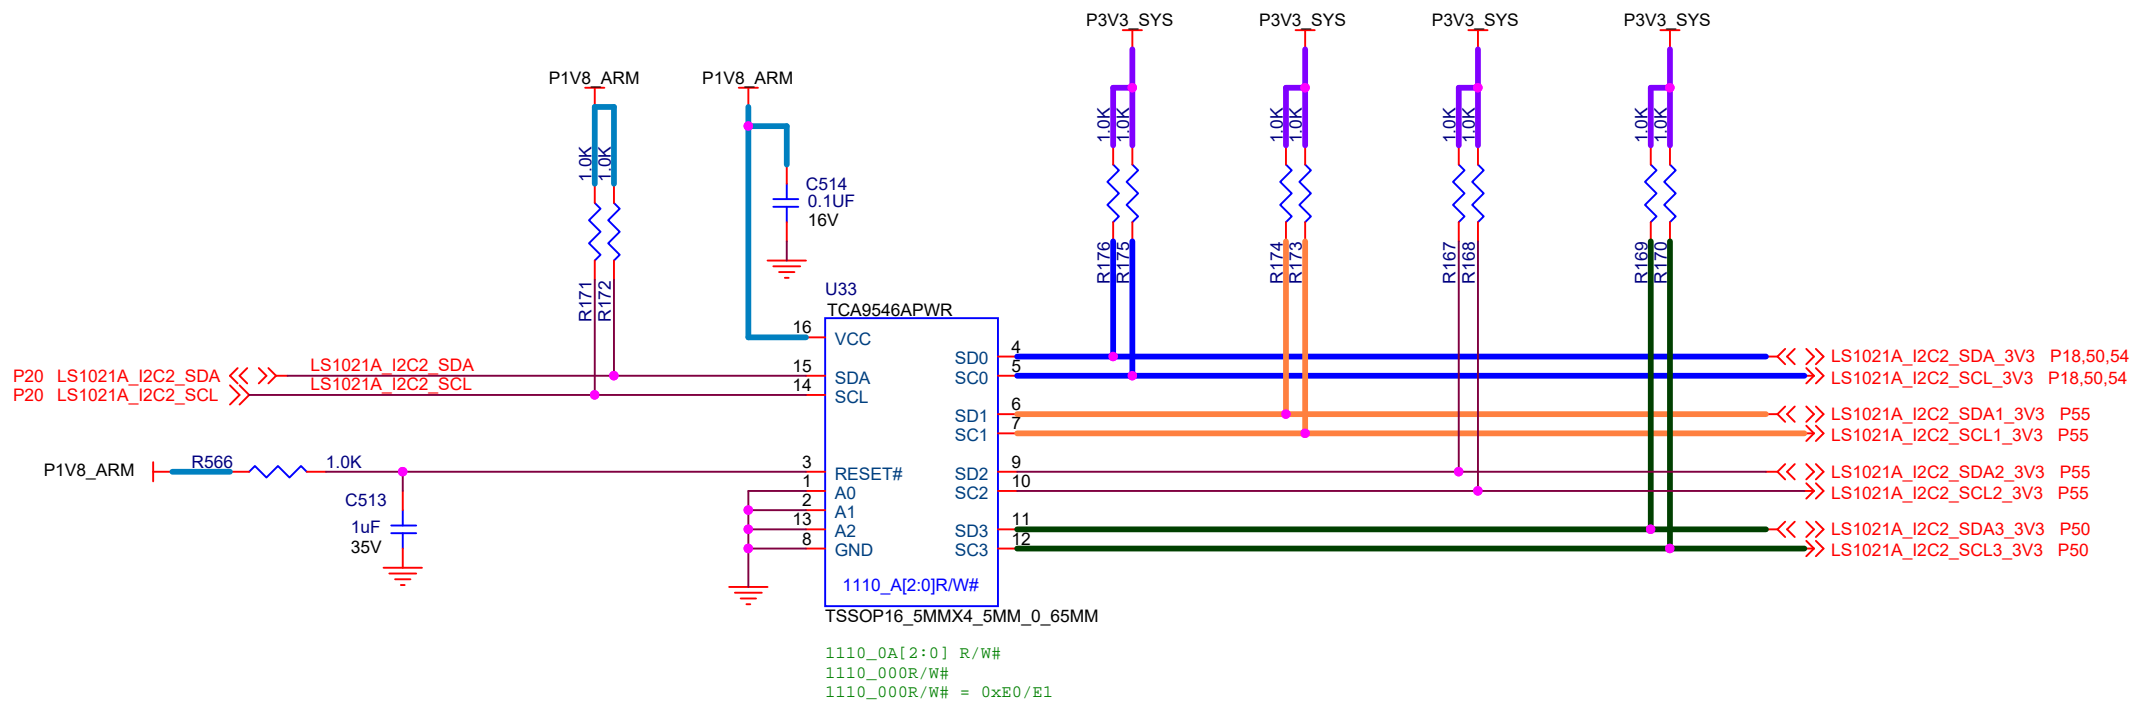 P3V3_SYS P3V3_SYS P3V3_SYS P3V3_SYS
P1V8_ARM P1V8_ARM
1.0K 1.0K 1.0K 1.0K 1.0K 1.0K 1.0K 1.0K
1.0K 1.0K
C514
0.1UF
16V
R176 R175 R174 R173 R167 R168 R169 R170
R171 R172
U33
TCA9546APWR
16 VCC
4 SD0 LS1021A_I2C2_SDA_3V3 P18,50,54
P20 LS1021A_I2C2_SDA LS1021A_I2C2_SDA 15 SDA
5 SC0 LS1021A_I2C2_SCL_3V3 P18,50,54
P20 LS1021A_I2C2_SCL LS1021A_I2C2_SCL 14 SCL
6 SD1 LS1021A_I2C2_SDA1_3V3 P55
7 SC1 LS1021A_I2C2_SCL1_3V3 P55
P1V8_ARM R566 1.0K 3 RESET#
9 SD2 LS1021A_I2C2_SDA2_3V3 P55
1 A0
10 SC2 LS1021A_I2C2_SCL2_3V3 P55
C513
1uF
35V
2 A1
13 A2
11 SD3 LS1021A_I2C2_SDA3_3V3 P50
8 GND
12 SC3 LS1021A_I2C2_SCL3_3V3 P50
1110_A[2:0]R/W#
TSSOP16_5MMX4_5MM_0_65MM
1110_0A[2:0] R/W#
1110_000R/W#
1110_000R/W# = 0xE0/E1